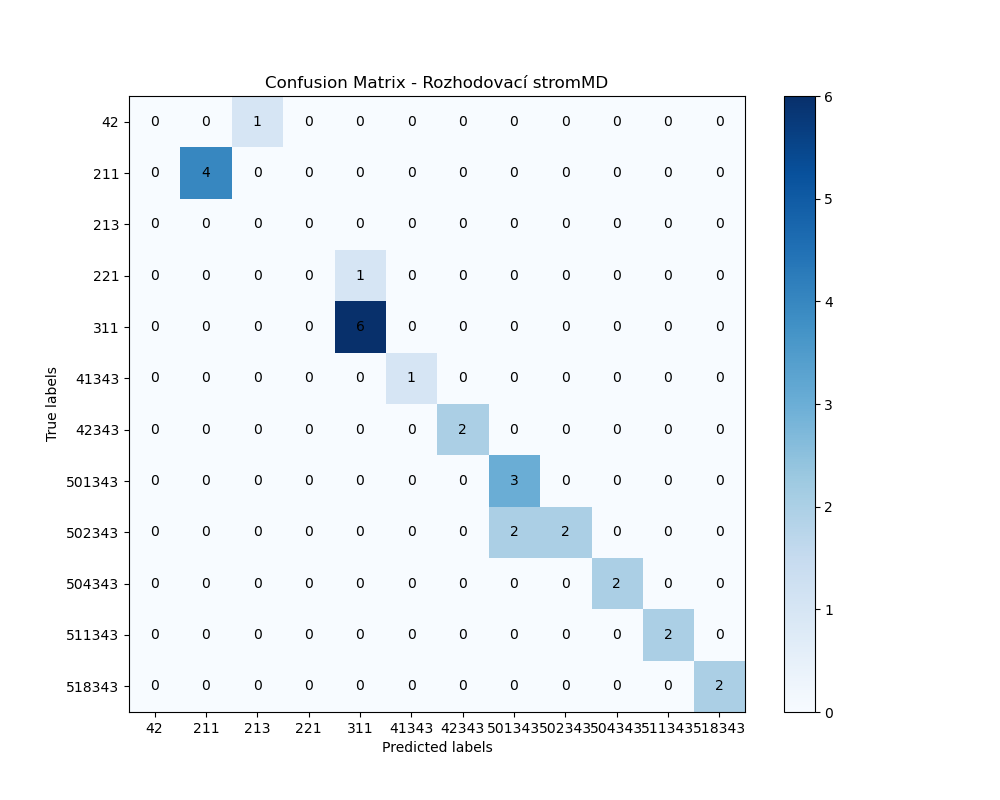 Confusion Matrix - Rozhodovací stromMD
True labels
42 0 0 1 0 0 0 0 0 0 0 0 0
211 0 4 0 0 0 0 0 0 0 0 0 0
213 0 0 0 0 0 0 0 0 0 0 0 0
221 0 0 0 0 1 0 0 0 0 0 0 0
311 0 0 0 0 6 0 0 0 0 0 0 0
41343 0 0 0 0 0 1 0 0 0 0 0 0
42343 0 0 0 0 0 0 2 0 0 0 0 0
501343 0 0 0 0 0 0 0 3 0 0 0 0
502343 0 0 0 0 0 0 0 2 2 0 0 0
504343 0 0 0 0 0 0 0 0 0 2 0 0
511343 0 0 0 0 0 0 0 0 0 0 2 0
518343 0 0 0 0 0 0 0 0 0 0 0 2
42 211 213 221 311 41343 42343 501343 502343 504343 511343 518343
Predicted labels
6
5
4
3
2
1
0